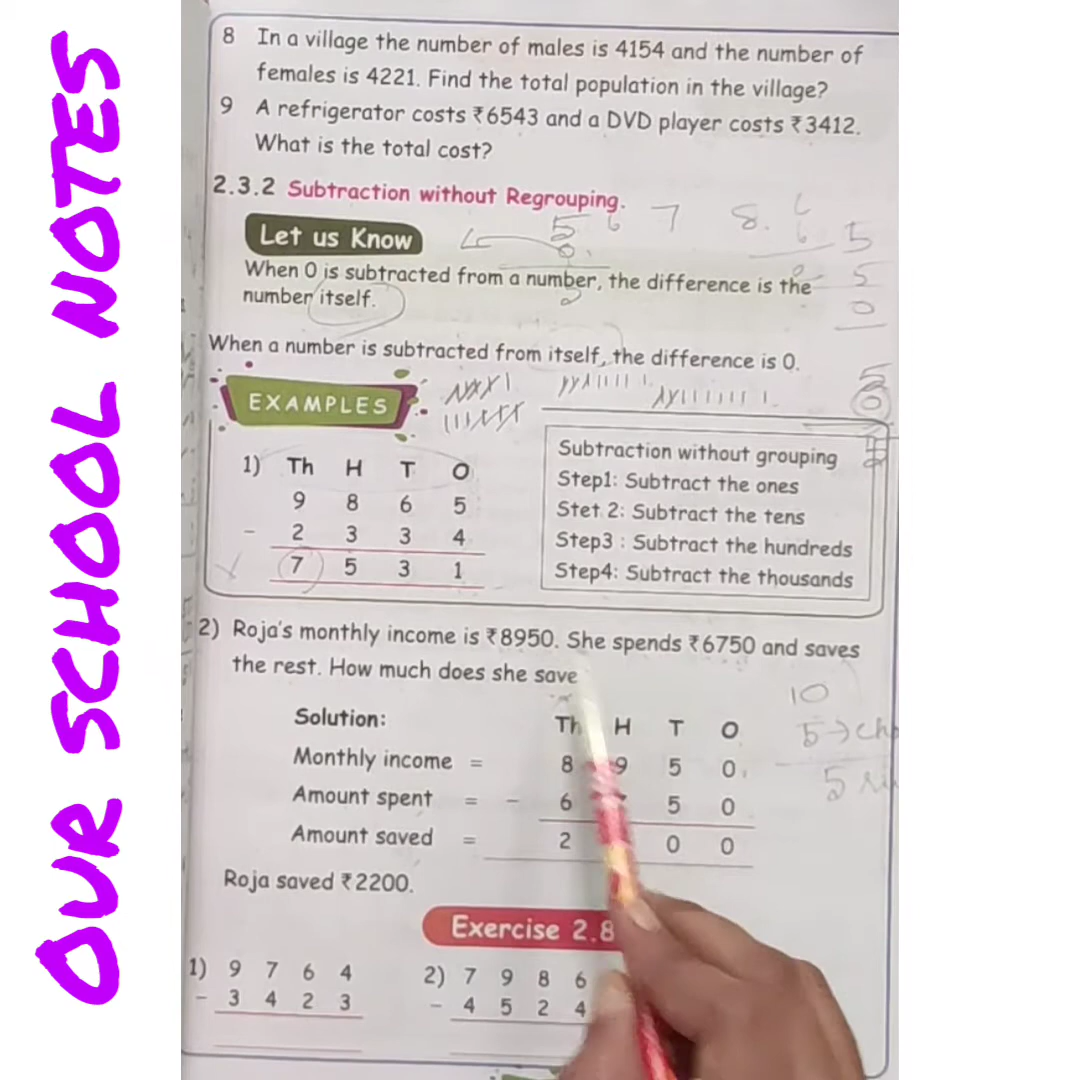 OUR SCHOOL NOTES
8 In a village the number of males is 4154 and the number of
females is 4221. Find the total population in the village?
9 A refrigerator costs ₹6543 and a DVD player costs ₹3412.
What is the total cost?
2.3.2 Subtraction without Regrouping.
5 6 7 8.
Let us Know
When 0 is subtracted from a number, the difference is the
number itself.
When a number is subtracted from itself, the difference is 0.
EXAMPLES
1) Th H T O
9 8 6 5
- 2 3 3 4
7 5 3 1
Subtraction without grouping
Step1: Subtract the ones
Stet 2: Subtract the tens
Step3 : Subtract the hundreds
Step4: Subtract the thousands
2) Roja's monthly income is ₹8950. She spends ₹6750 and saves
the rest. How much does she save
Solution: Th H T O
Monthly income = 8 9 5 0
Amount spent = - 6 5 0
Amount saved = 2 0 0
10
5
5
Roja saved ₹2200.
Exercise 2.8
1) 9 7 6 4
- 3 4 2 3
2) 7 9 8 6
- 4 5 2 4